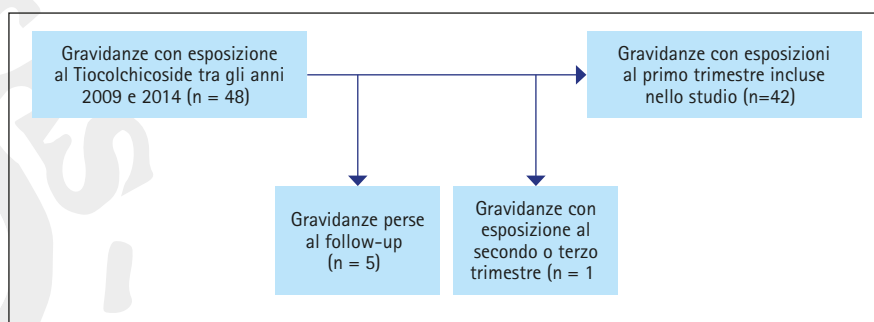 Gravidanze con esposizione
al Tiocolchicoside tra gli anni
2009 e 2014 (n = 48)
Gravidanze con esposizioni
al primo trimestre incluse
nello studio (n=42)
Gravidanze perse
al follow-up
(n = 5)
Gravidanze con
esposizione al
secondo o terzo
trimestre (n = 1